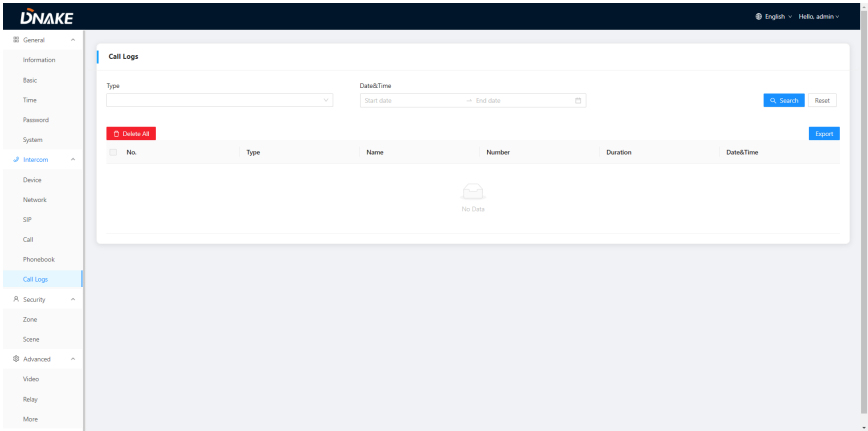 DNAKE
English
Hello, admin
General
Information
Basic
Time
Password
System
Intercom
Device
Network
SIP
Call
Phonebook
Call Logs
Security
Zone
Scene
Advanced
Video
Relay
More
Call Logs
Type
Date&Time
Start date
End date
Search
Reset
Delete All
Export
No. Type Name Number Duration Date&Time
No Data